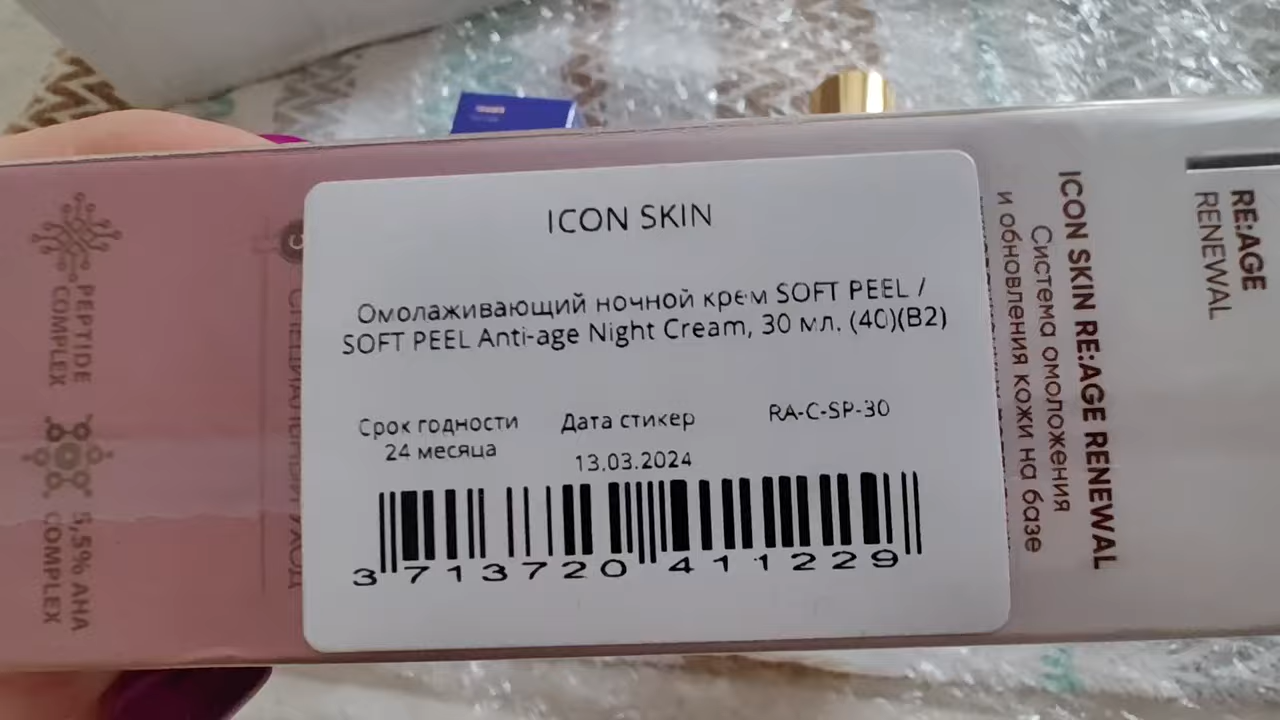 ICON SKIN
Омолаживающий ночной крем SOFT PEEL /
SOFT PEEL Anti-age Night Cream, 30 мл. (40)(B2)
Срок годности
24 месяца
Дата стикер
13.03.2024
RA-C-SP-30
3 713720 411229
PEPTIDE
COMPLEX
5,5% AHA
COMPLEX
RE:AGE
RENEWAL
ICON SKIN RE:AGE RENEWAL
Система омоложения
и обновления кожи на базе